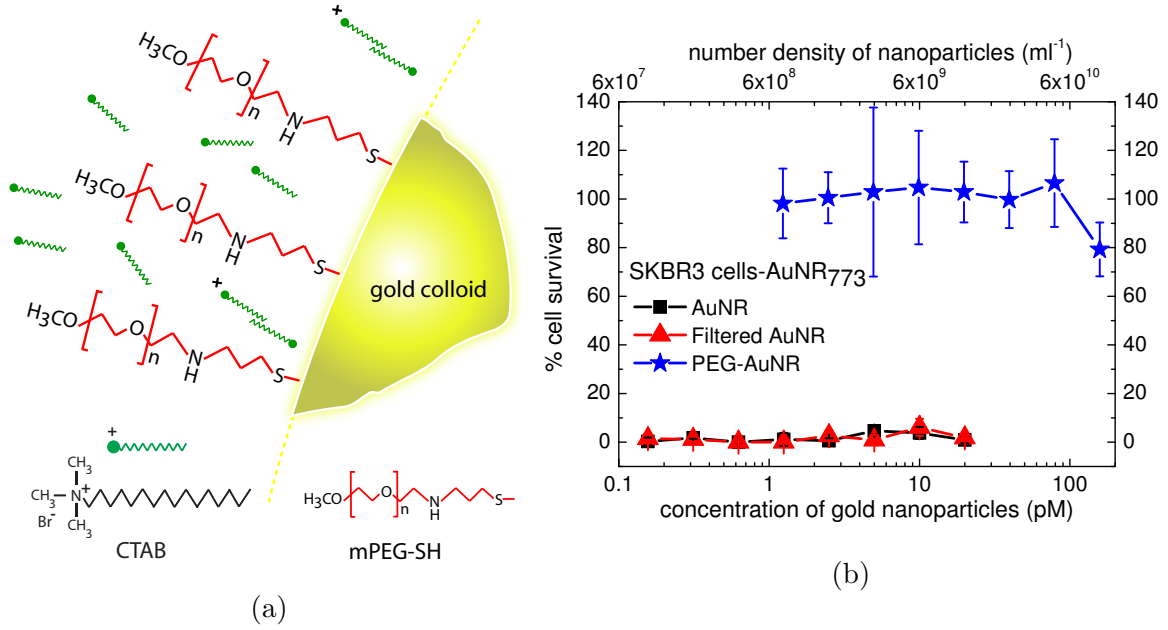 +
H₃CO
O
n
N
H
S
H₃CO
O
n
N
H
S
+
H₃CO
O
n
N
H
S
gold colloid
+
CH₃
CH₃-N⁺
Br⁻
CH₃
CTAB
H₃CO
O
n
N
H
S
mPEG-SH
(a)
number density of nanoparticles (ml⁻¹)
6x10⁷ 6x10⁸ 6x10⁹ 6x10¹⁰
140 140
120 120
100 100
80 80
60 60
40 40
20 20
0 0
% cell survival
SKBR3 cells-AuNR₇₇₃
AuNR
Filtered AuNR
PEG-AuNR
0.1 1 10 100
concentration of gold nanoparticles (pM)
(b)